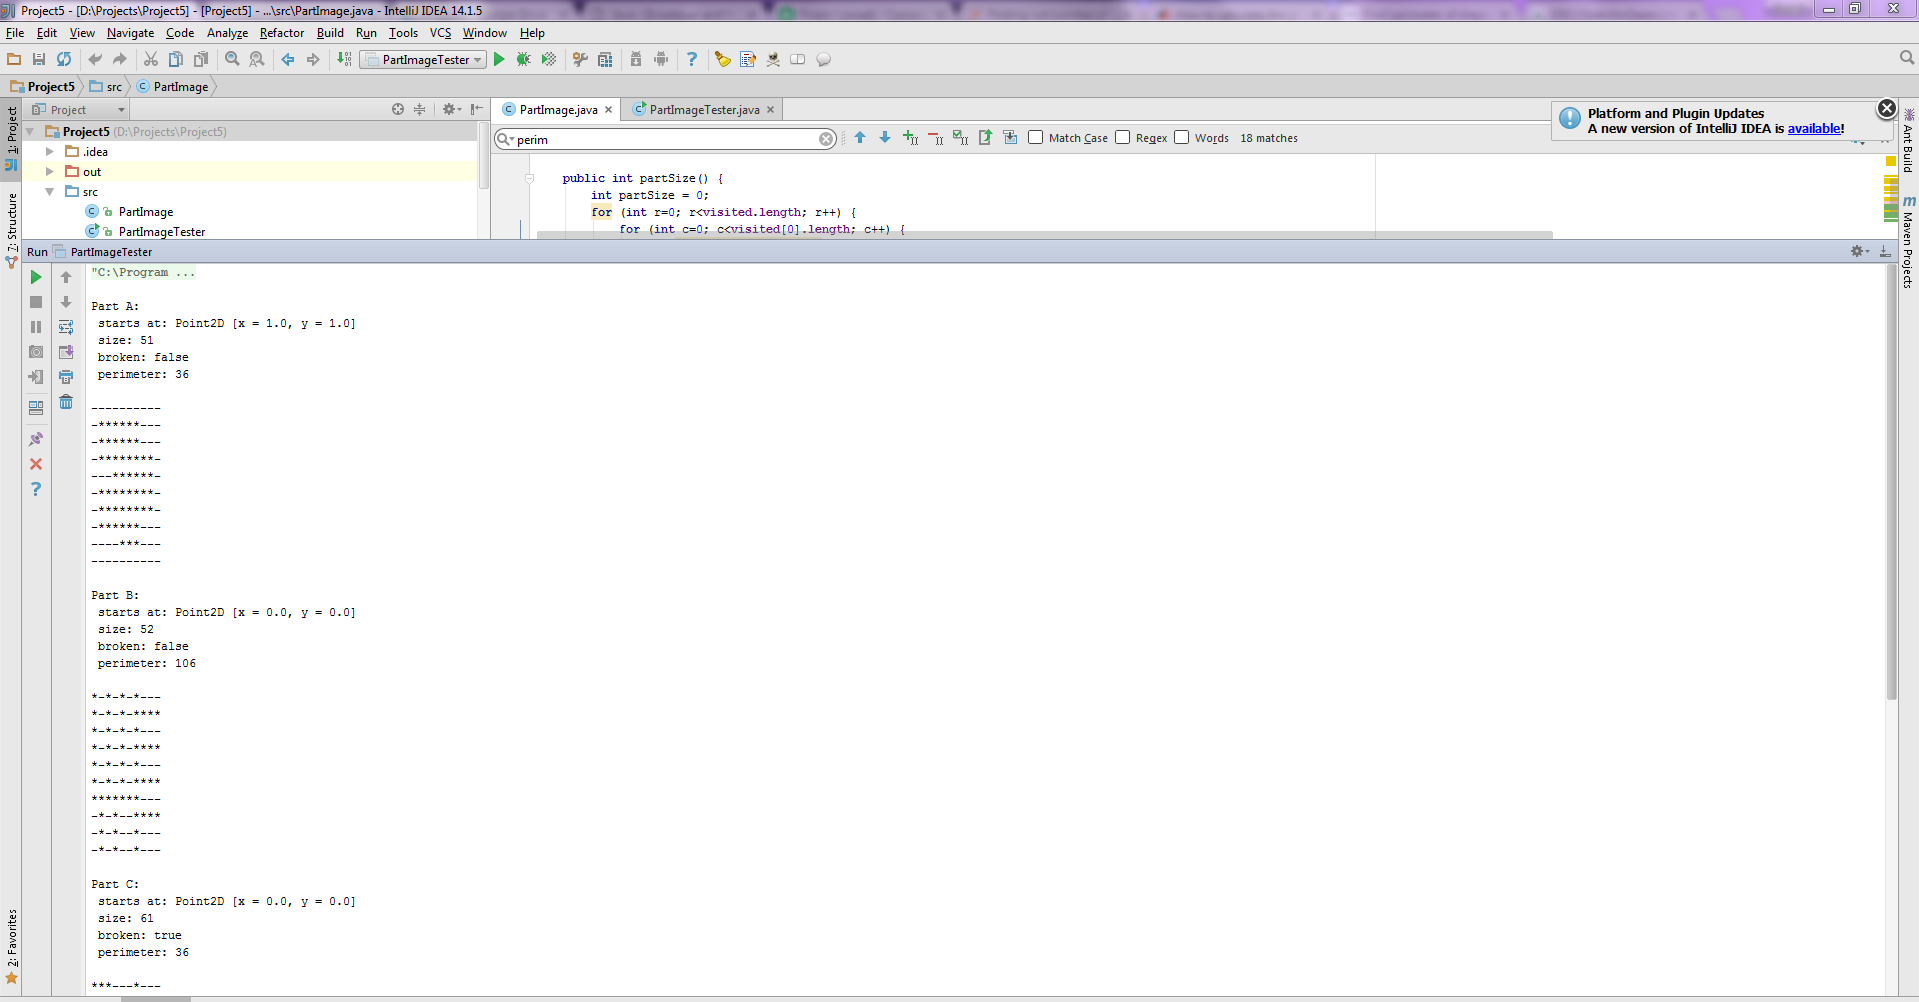 Project5 - [D:\Projects\Project5] - [Project5] - ...\src\PartImage.java - IntelliJ IDEA 14.1.5
File Edit View Navigate Code Analyze Refactor Build Run Tools VCS Window Help
PartImageTester
Project5 src PartImage
Project
PartImage.java PartImageTester.java
Platform and Plugin Updates
A new version of IntelliJ IDEA is available!
1: Project
Project5 (D:\Projects\Project5)
.idea
out
src
PartImage
PartImageTester
7: Structure
perim
Match Case Regex Words 18 matches
public int partSize() {
int partSize = 0;
for (int r=0; r<visited.length; r++) {
for (int c=0; c<visited[0].length; c++) {
Ant Build
Maven Projects
Run PartImageTester
"C:\Program ...
Part A:
starts at: Point2D [x = 1.0, y = 1.0]
size: 51
broken: false
perimeter: 36
----------
-******---
-******---
-********-
---******-
-********-
-********-
-******---
----***---
----------
Part B:
starts at: Point2D [x = 0.0, y = 0.0]
size: 52
broken: false
perimeter: 106
*-*-*-*---
*-*-*-****
*-*-*-*---
*-*-*-****
*-*-*-*---
*-*-*-****
*******---
-*-*--****
-*-*--*---
-*-*--*---
Part C:
starts at: Point2D [x = 0.0, y = 0.0]
size: 61
broken: true
perimeter: 36
***---*---
2: Favorites